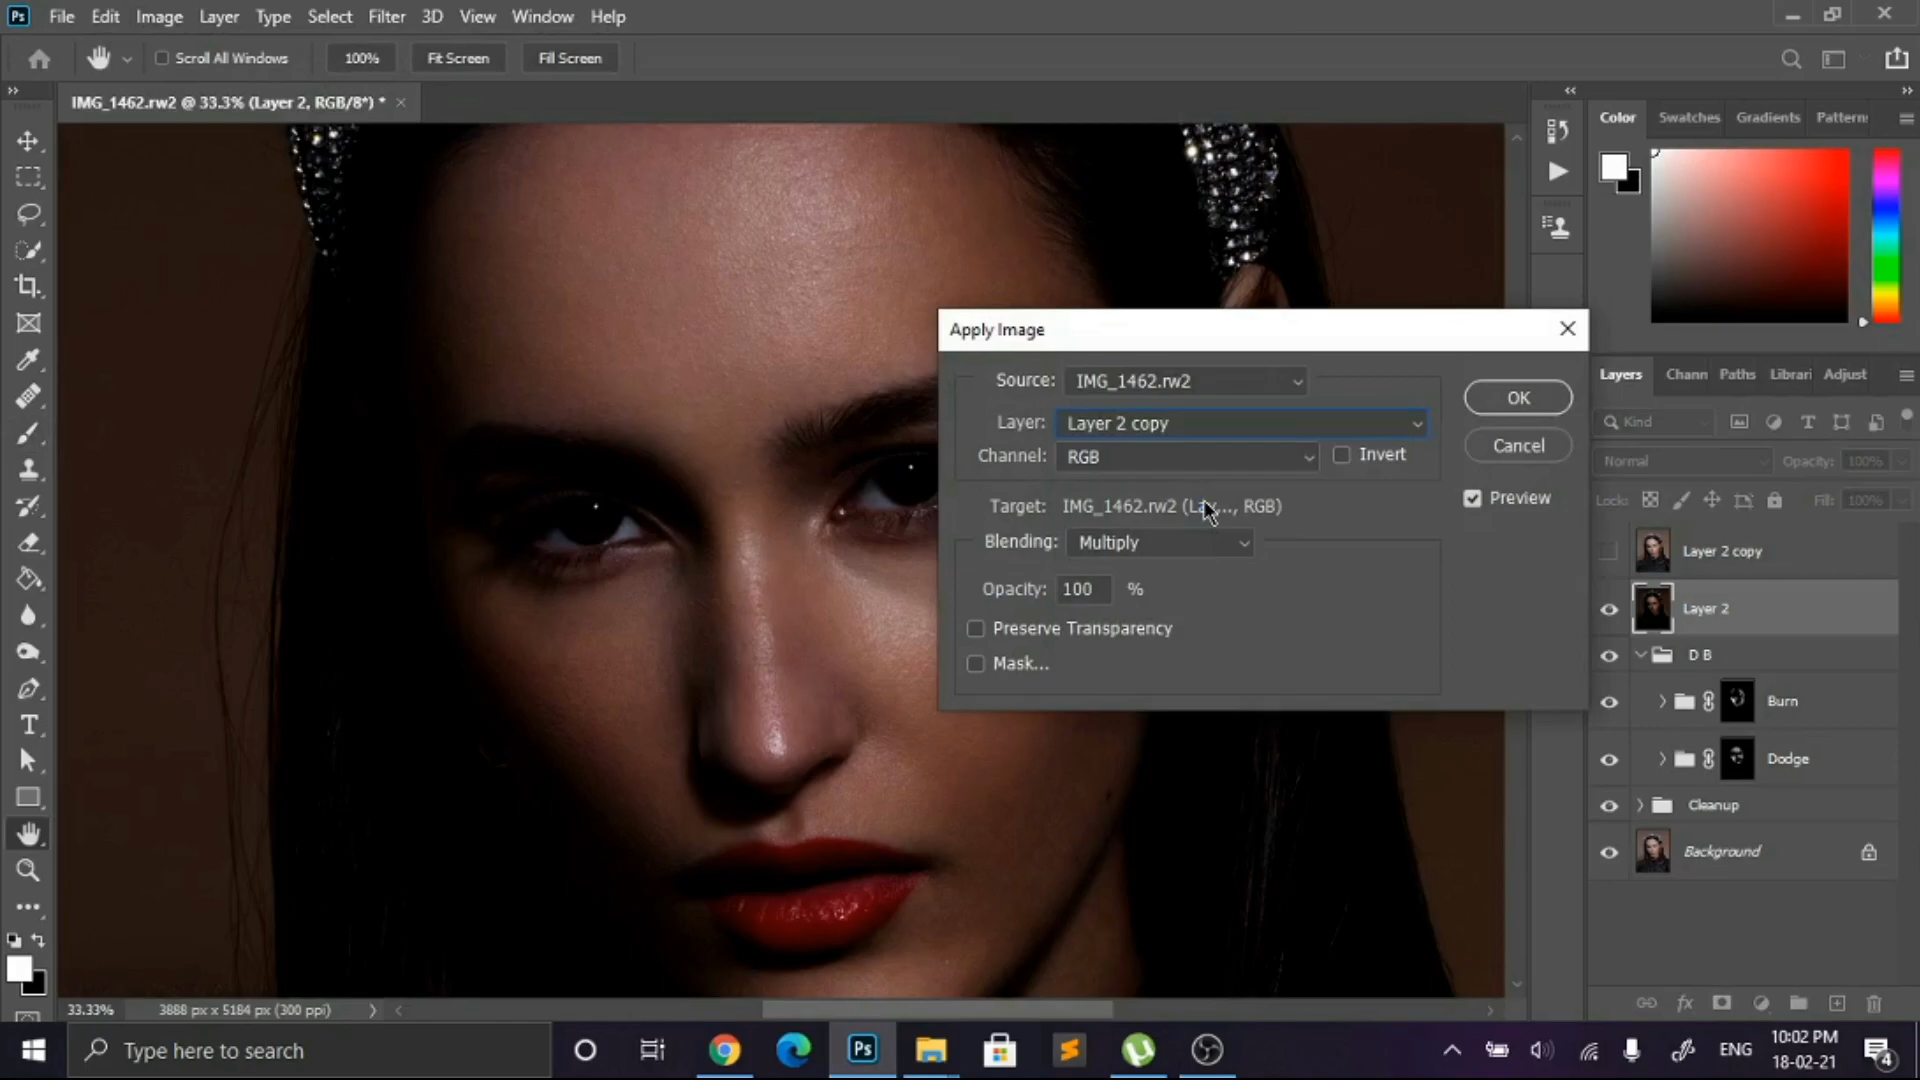 Ps File Edit Image Layer Type Select Filter 3D View Window Help
Scroll All Windows 100% Fit Screen Fill Screen
IMG_1462.rw2 @ 33.3% (Layer 2, RGB/8*) *
Color Swatches Gradients Pattern
Apply Image
Source: IMG_1462.rw2
Layer: Layer 2 copy
Channel: RGB
Invert
OK
Cancel
Preview
Target: IMG_1462.rw2 (Lay..., RGB)
Blending: Multiply
Opacity: 100 %
Preserve Transparency
Mask...
Layers Chann Paths Librari Adjust
Kind
Normal Opacity: 100%
Lock: Fill: 100%
Layer 2 copy
Layer 2
D B
Burn
Dodge
Cleanup
Background
33.33% 3888 px x 5184 px (300 ppi)
Type here to search
Ps
ENG
10:02 PM
18-02-21
4